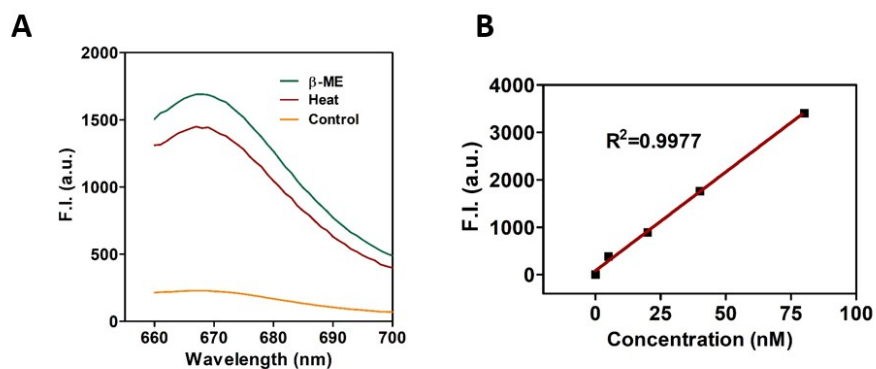 A
2000
1500
1000
500
0
F.I. (a.u.)
β-ME
Heat
Control
660 670 680 690 700
Wavelength (nm)
B
4000
3000
2000
1000
0
F.I. (a.u.)
R²=0.9977
0 25 50 75 100
Concentration (nM)